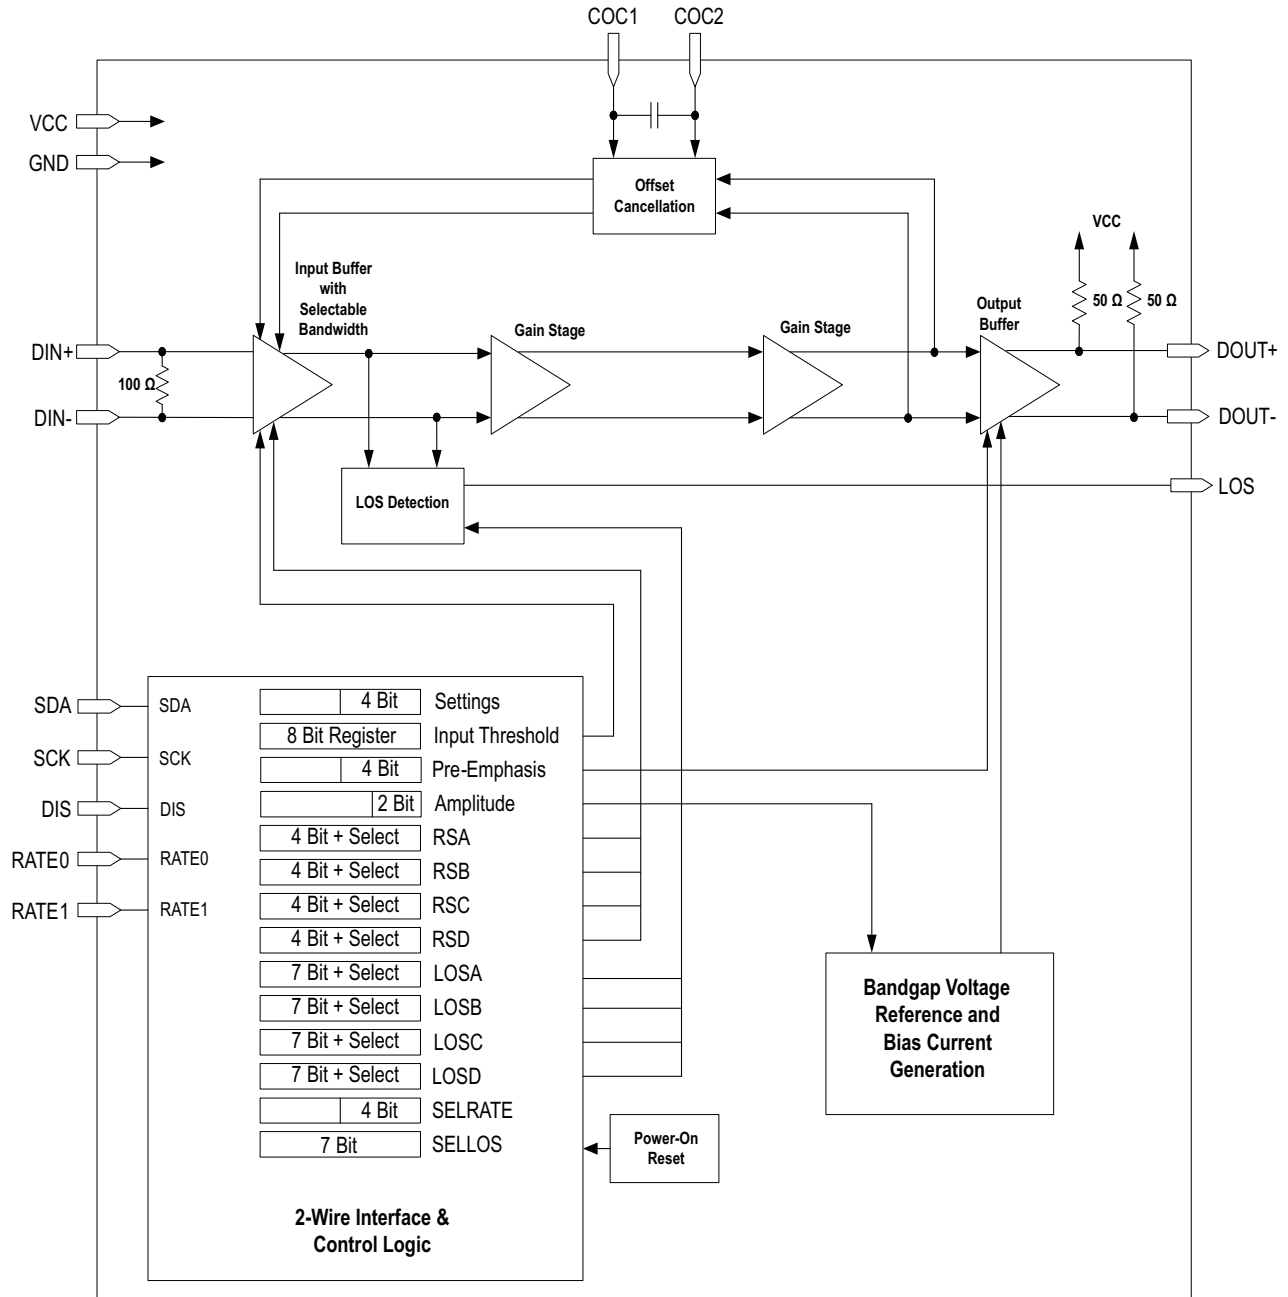 COC1
COC2
VCC
GND
Offset
Cancellation
VCC
Input Buffer
with
Selectable
Bandwidth
50 Ω
50 Ω
Output
Buffer
Gain Stage
Gain Stage
DIN+
DOUT+
100 Ω
DIN-
DOUT-
LOS Detection
LOS
SDA
SDA
4 Bit
Settings
8 Bit Register
Input Threshold
SCK
SCK
4 Bit
Pre-Emphasis
DIS
DIS
2 Bit
Amplitude
4 Bit + Select
RSA
RATE0
RATE0
4 Bit + Select
RSB
RATE1
RATE1
4 Bit + Select
RSC
4 Bit + Select
RSD
7 Bit + Select
LOSA
7 Bit + Select
LOSB
7 Bit + Select
LOSC
7 Bit + Select
LOSD
4 Bit
SELRATE
7 Bit
SELLOS
Bandgap Voltage
Reference and
Bias Current
Generation
Power-On
Reset
2-Wire Interface &
Control Logic